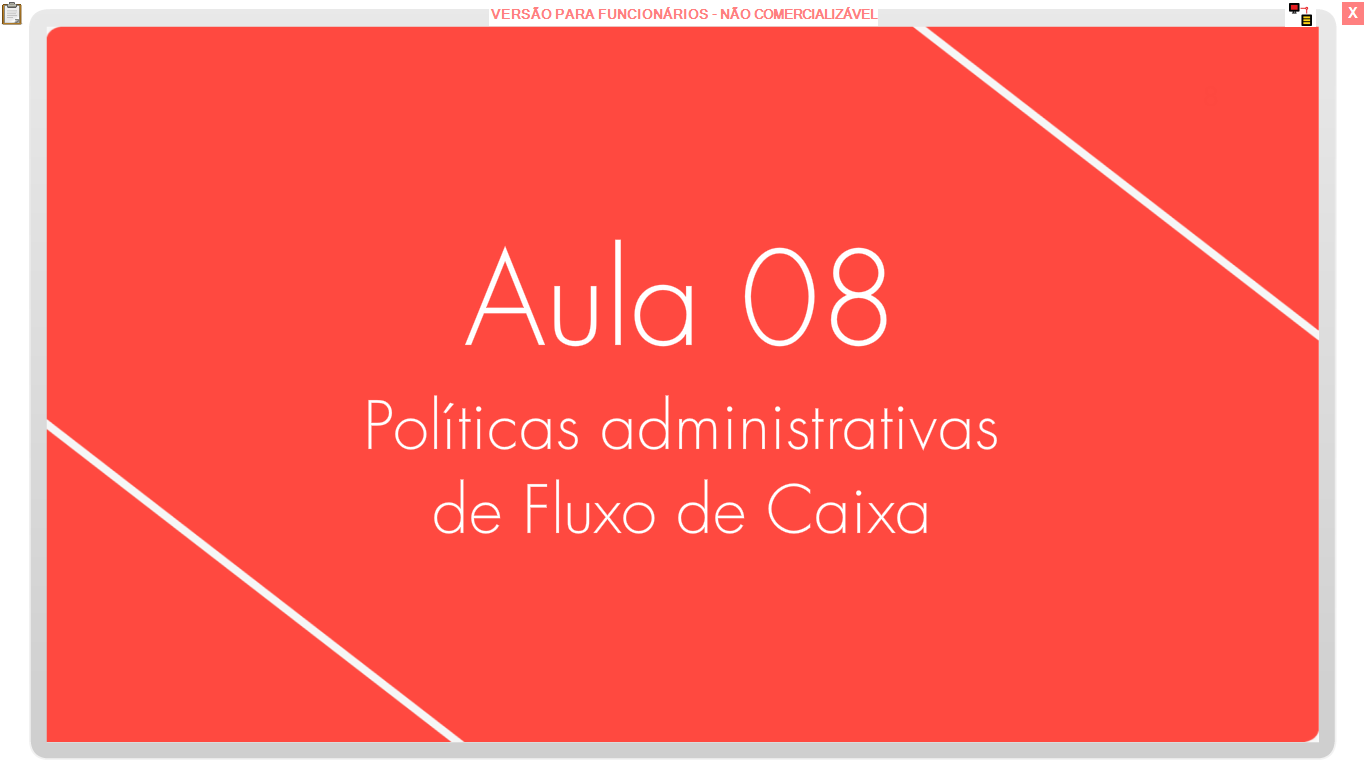 VERSÃO PARA FUNCIONÁRIOS - NÃO COMERCIALIZÁVEL
X
Aula 08
Políticas administrativas
de Fluxo de Caixa